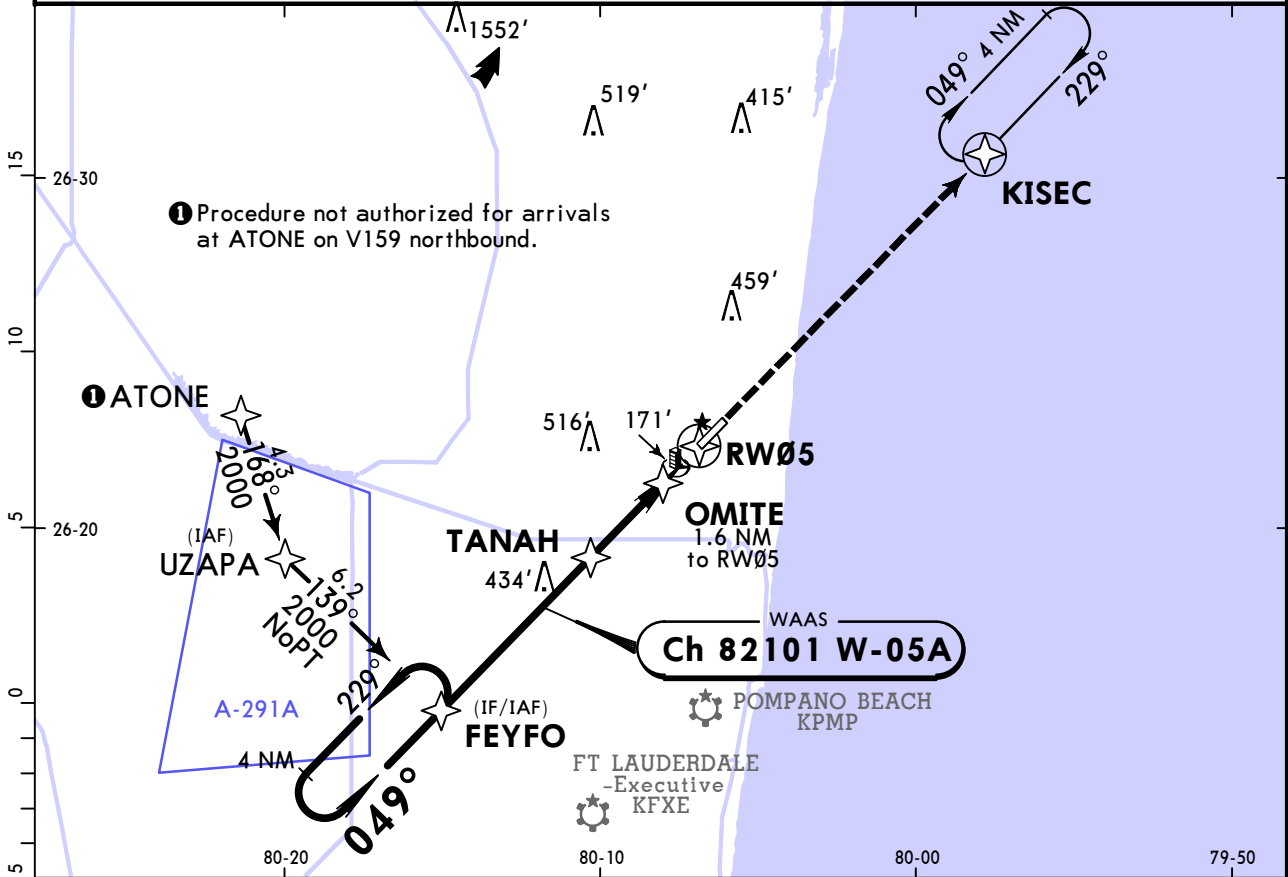 1552'
049° 4 NM
229°
519'
415'
15
26-30
KISEC
❶ Procedure not authorized for arrivals
at ATONE on V159 northbound.
459'
10
❶ ATONE
516'
171'
RWØ5
4.3
168°
2000
OMITE
1.6 NM
to RWØ5
5
26-20
(IAF)
UZAPA
TANAH
434'
6.2
139°
2000
NoPT
WAAS
Ch 82101 W-05A
229°
0
A-291A
(IF/IAF)
FEYFO
POMPANO BEACH
KPMP
4 NM
FT LAUDERDALE
-Executive
KFXE
049°
5
80-20
80-10
80-00
79-50